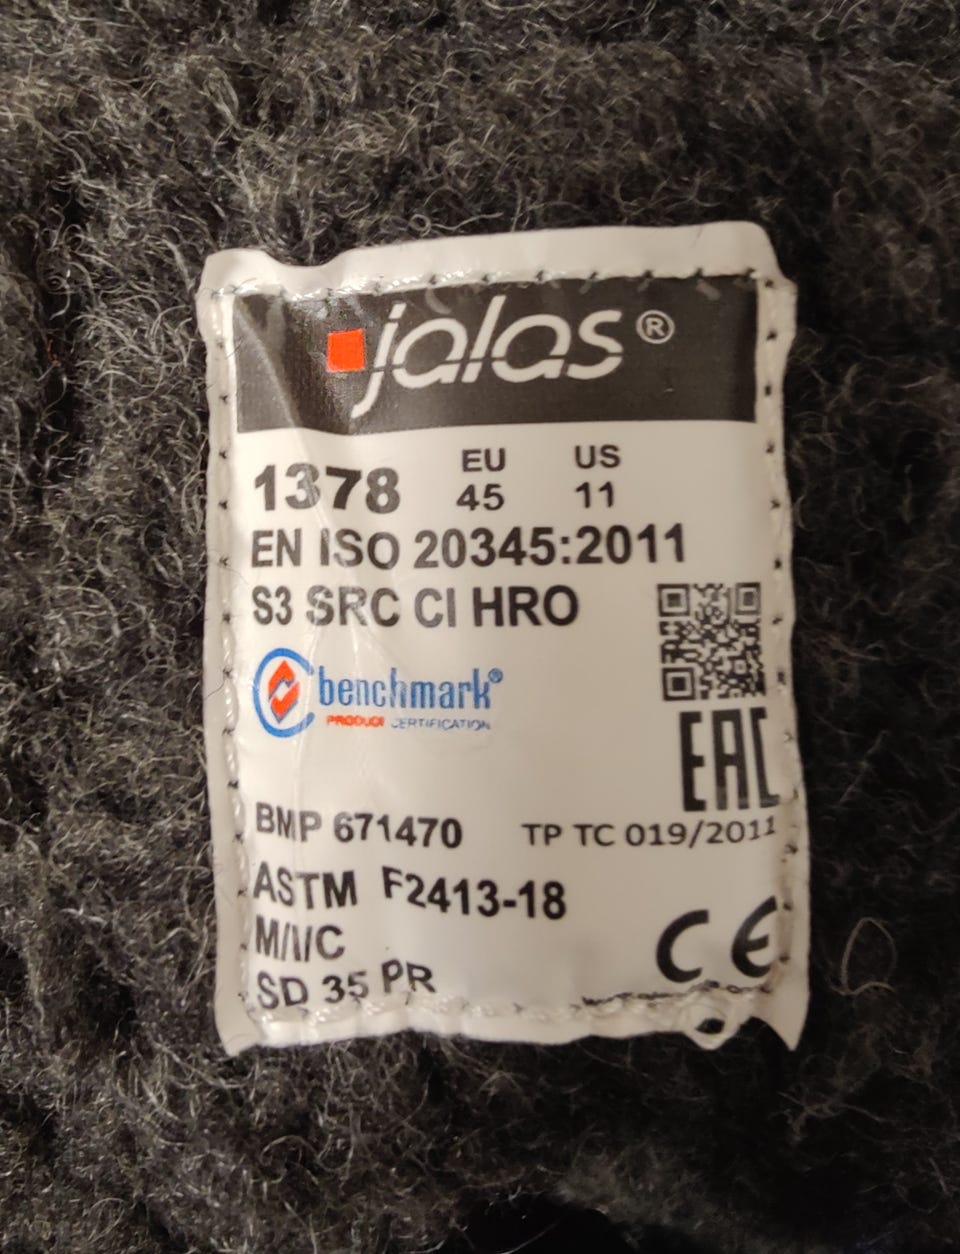 jalas®
1378 EU 45 US 11
EN ISO 20345:2011
S3 SRC CI HRO
benchmark®
PRODUCT CERTIFICATION
EAC
BMP 671470 TP TC 019/2011
ASTM F2413-18
M/I/C
SD 35 PR
CE